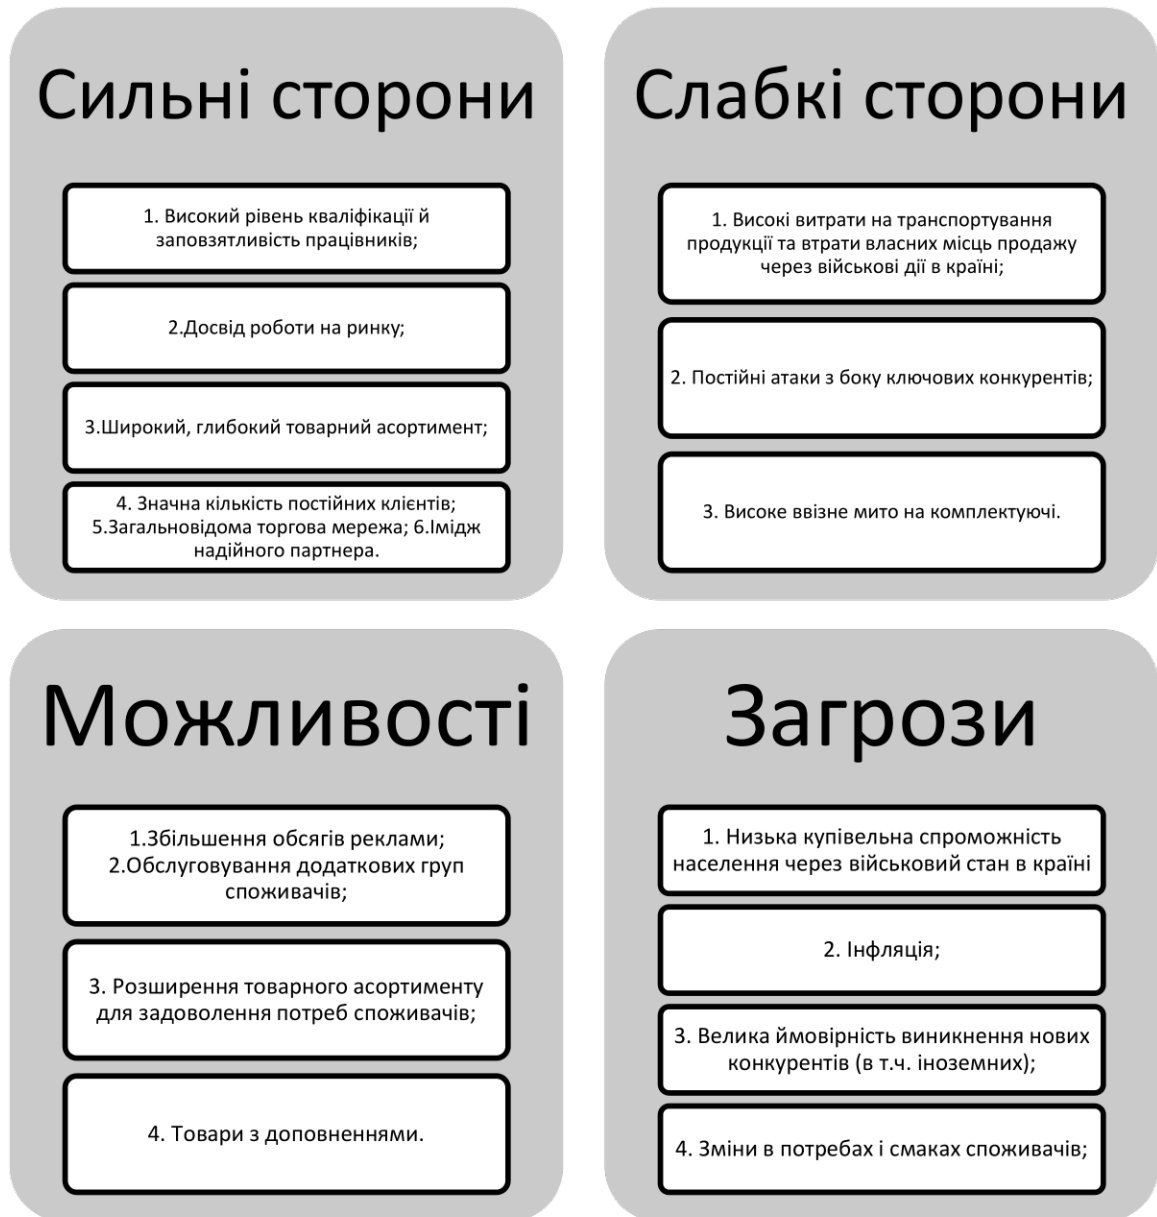 Сильні сторони
1. Високий рівень кваліфікації й
заповзятливість працівників;
2.Досвід роботи на ринку;
3.Широкий, глибокий товарний асортимент;
4. Значна кількість постійних клієнтів;
5.Загальновідома торгова мережа; 6.Імідж
надійного партнера.
Слабкі сторони
1. Високі витрати на транспортування
продукції та втрати власних місць продажу
через військові дії в країні;
2. Постійні атаки з боку ключових конкурентів;
3. Високе ввізне мито на комплектуючі.
Можливості
1.Збільшення обсягів реклами;
2.Обслуговування додаткових груп
споживачів;
3. Розширення товарного асортименту
для задоволення потреб споживачів;
4. Товари з доповненнями.
Загрози
1. Низька купівельна спроможність
населення через військовий стан в країні
2. Інфляція;
3. Велика ймовірність виникнення нових
конкурентів (в т.ч. іноземних);
4. Зміни в потребах і смаках споживачів;